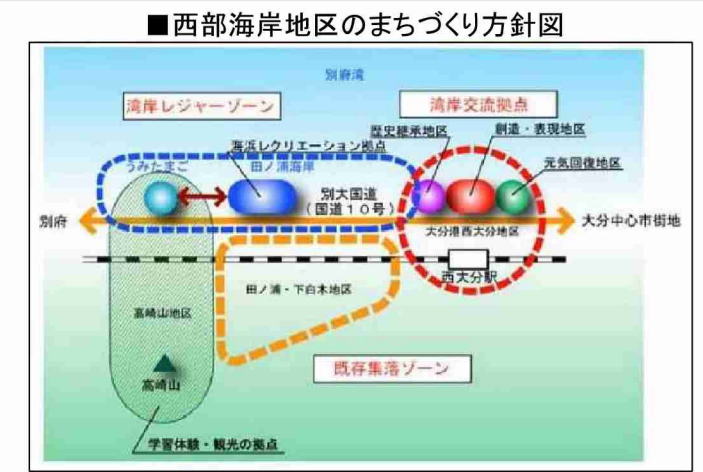 ■西部海岸地区のまちづくり方針図
別府湾
湾岸レジャーゾーン
湾岸交流拠点
歴史継承地区
創造・表現地区
海浜レクリエーション拠点
元気回復地区
うみたまご
田ノ浦海岸
別大国道
（国道10号）
別府
大分中心市街地
大分港西大分地区
西大分駅
田ノ浦・下白木地区
高崎山地区
既存集落ゾーン
高崎山
学習体験・観光の拠点